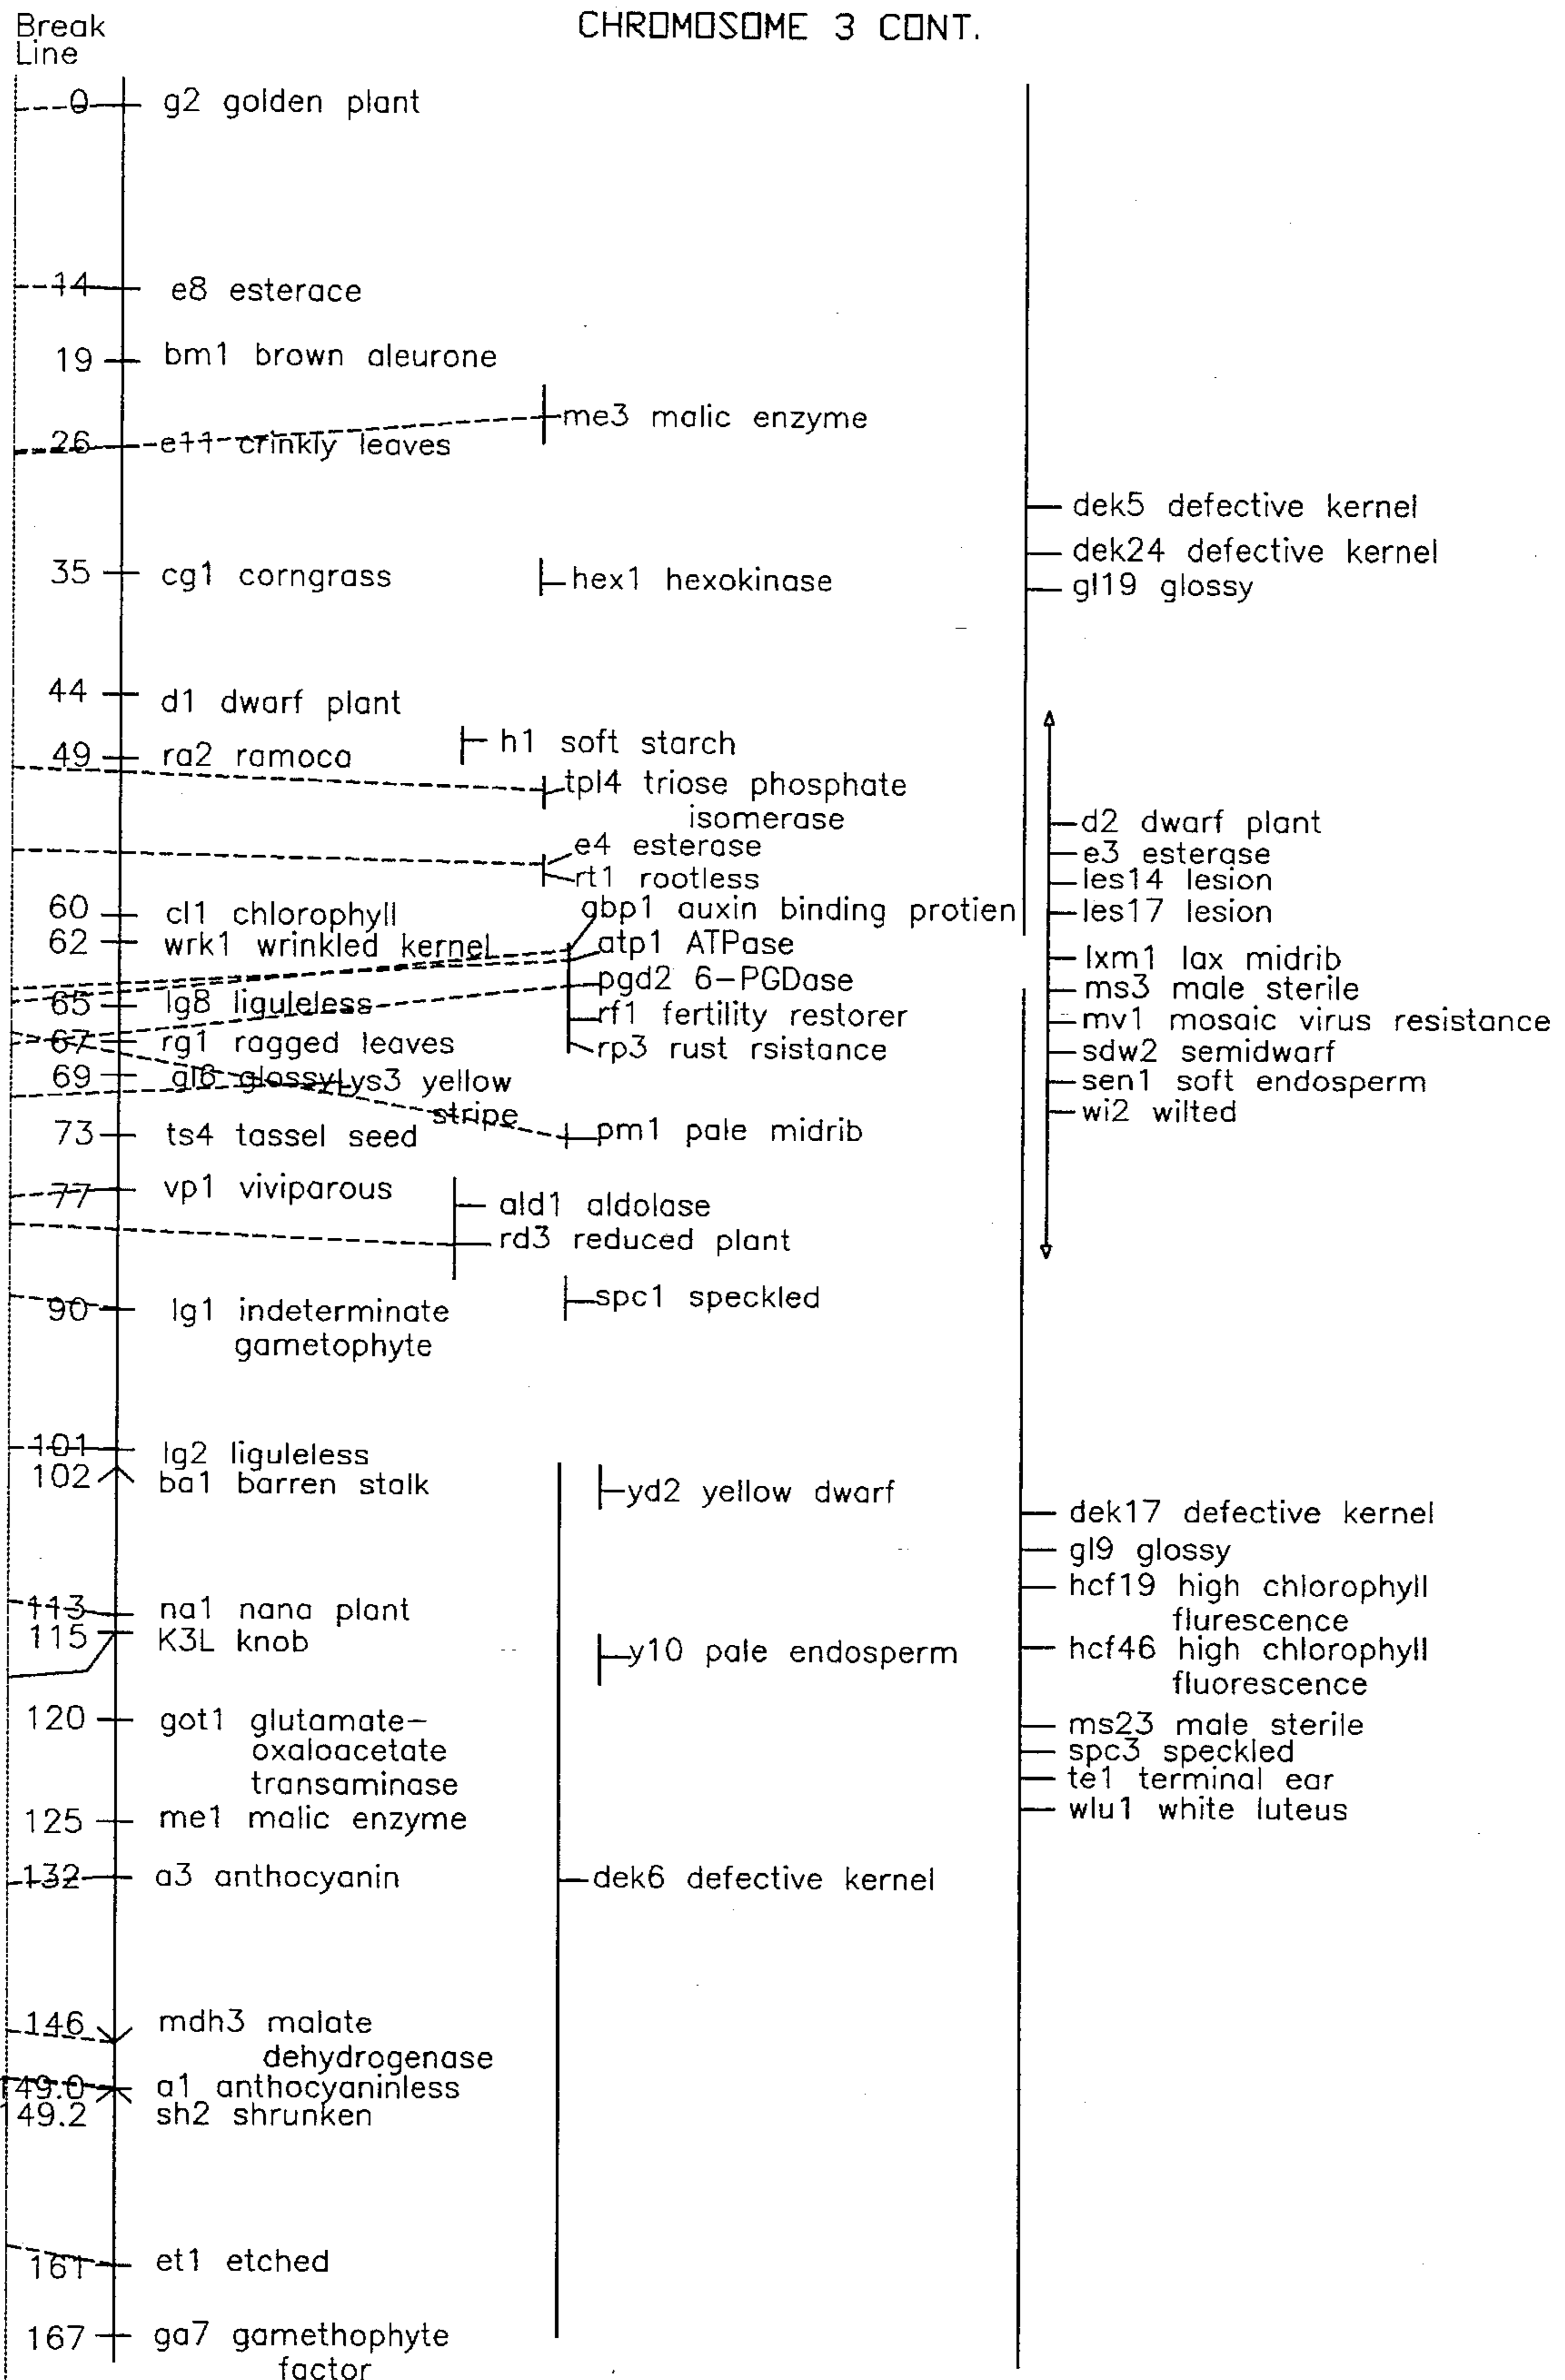 Break
Line
CHROMOSOME 3 CONT.
0 g2 golden plant
14 e8 esterace
19 bm1 brown aleurone
me3 malic enzyme
26 crinkly leaves
dek5 defective kernel
dek24 defective kernel
35 cg1 corngrass
hex1 hexokinase
gl19 glossy
44 d1 dwarf plant
h1 soft starch
49 ra2 ramoca
tpl4 triose phosphate
isomerase
d2 dwarf plant
e4 esterase
e3 esterase
rt1 rootless
les14 lesion
60 cl1 chlorophyll
gbp1 auxin binding protien
les17 lesion
62 wrk1 wrinkled kernel
atp1 ATPase
lxm1 lax midrib
pgd2 6-PGDase
ms3 male sterile
65 lg8 liguleless
rf1 fertility restorer
mv1 mosaic virus resistance
67 rg1 ragged leaves
rp3 rust rsistance
sdw2 semidwarf
69 gl6 glossy ys3 yellow
stripe
sen1 soft endosperm
wi2 wilted
73 ts4 tassel seed
pm1 pale midrib
77 vp1 viviparous
ald1 aldolase
rd3 reduced plant
90 lg1 indeterminate
gametophyte
spc1 speckled
101 lg2 liguleless
102 ba1 barren stalk
yd2 yellow dwarf
dek17 defective kernel
gl9 glossy
hcf19 high chlorophyll
flurescence
113 na1 nana plant
115 K3L knob
y10 pale endosperm
hcf46 high chlorophyll
fluorescence
120 got1 glutamate-
oxaloacetate
transaminase
ms23 male sterile
spc3 speckled
te1 terminal ear
wlu1 white luteus
125 me1 malic enzyme
132 a3 anthocyanin
dek6 defective kernel
146 mdh3 malate
dehydrogenase
149.0 a1 anthocyaninless
149.2 sh2 shrunken
161 et1 etched
167 ga7 gamethophyte
factor